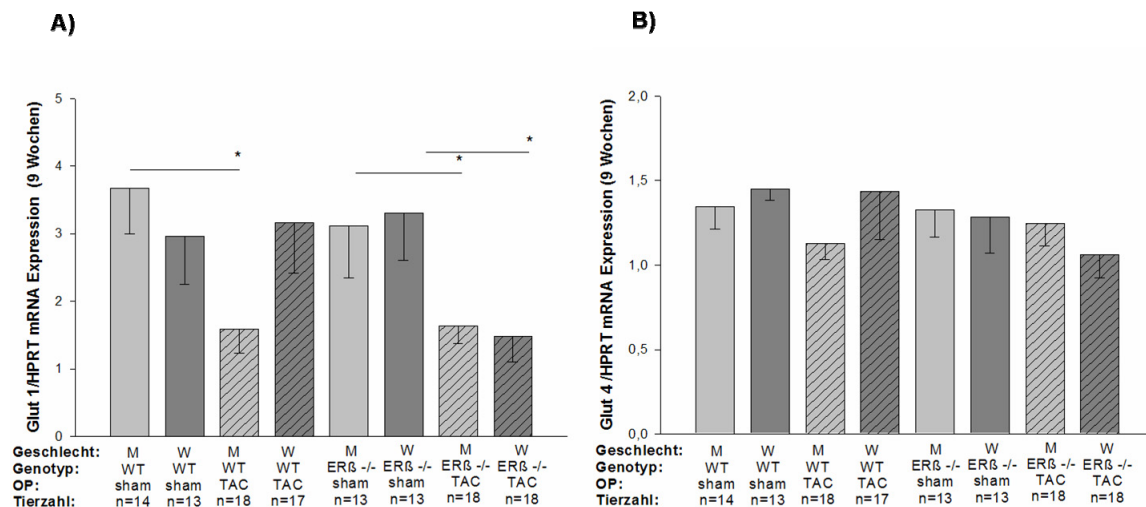 A)
Glut 1/HPRT mRNA Expression (9 Wochen)
5
4
3
2
1
0
* * *
Geschlecht: M W M W M W M W
Genotyp: WT WT WT WT ERß -/- ERß -/- ERß -/- ERß -/-
OP: sham sham TAC TAC sham sham TAC TAC
Tierzahl: n=14 n=13 n=18 n=17 n=13 n=13 n=18 n=18
B)
Glut 4 /HPRT mRNA Expression (9 Wochen)
2,0
1,5
1,0
0,5
0,0
Geschlecht: M W M W M W M W
Genotyp: WT WT WT WT ERß -/- ERß -/- ERß -/- ERß -/-
OP: sham sham TAC TAC sham sham TAC TAC
Tierzahl: n=14 n=13 n=18 n=17 n=13 n=13 n=18 n=18